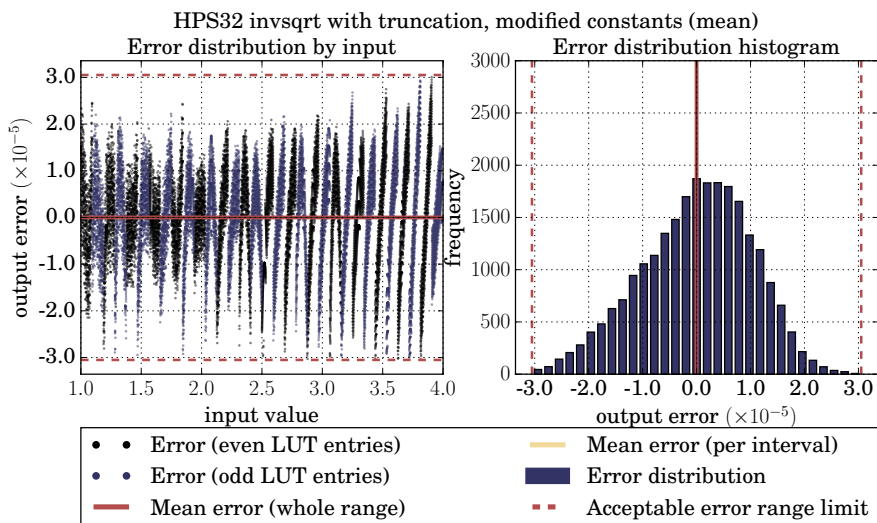 HPS32 invsqrt with truncation, modified constants (mean)
Error distribution by input
Error distribution histogram
output error (×10⁻⁵)
3.0
2.0
1.0
0.0
-1.0
-2.0
-3.0
1.0 1.5 2.0 2.5 3.0 3.5 4.0
input value
frequency
3000
2500
2000
1500
1000
500
0
-3.0 -2.0 -1.0 0.0 1.0 2.0 3.0
output error (×10⁻⁵)
Error (even LUT entries)
Error (odd LUT entries)
Mean error (whole range)
Mean error (per interval)
Error distribution
Acceptable error range limit